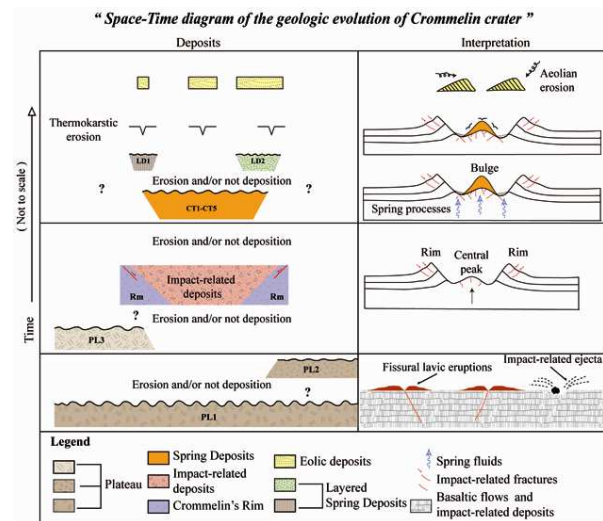 “ Space-Time diagram of the geologic evolution of Crommelin crater ”
Deposits
Interpretation
Time
( Not to scale )
Thermokarstic
erosion
LD1
LD2
Erosion and/or not deposition
?
?
CT1-CT5
Aeolian
erosion
Bulge
Spring processes
Erosion and/or not deposition
Impact-related
deposits
Rm
Rm
?
Erosion and/or not deposition
PL3
Rim
Central
peak
Rim
PL2
Erosion and/or not deposition
?
PL1
Fissural lavic eruptions
Impact-related ejecta
Legend
Plateau
Spring Deposits
Impact-related
deposits
Crommelin's Rim
Eolic deposits
Layered
Spring Deposits
Spring fluids
Impact-related fractures
Basaltic flows and
impact-related deposits